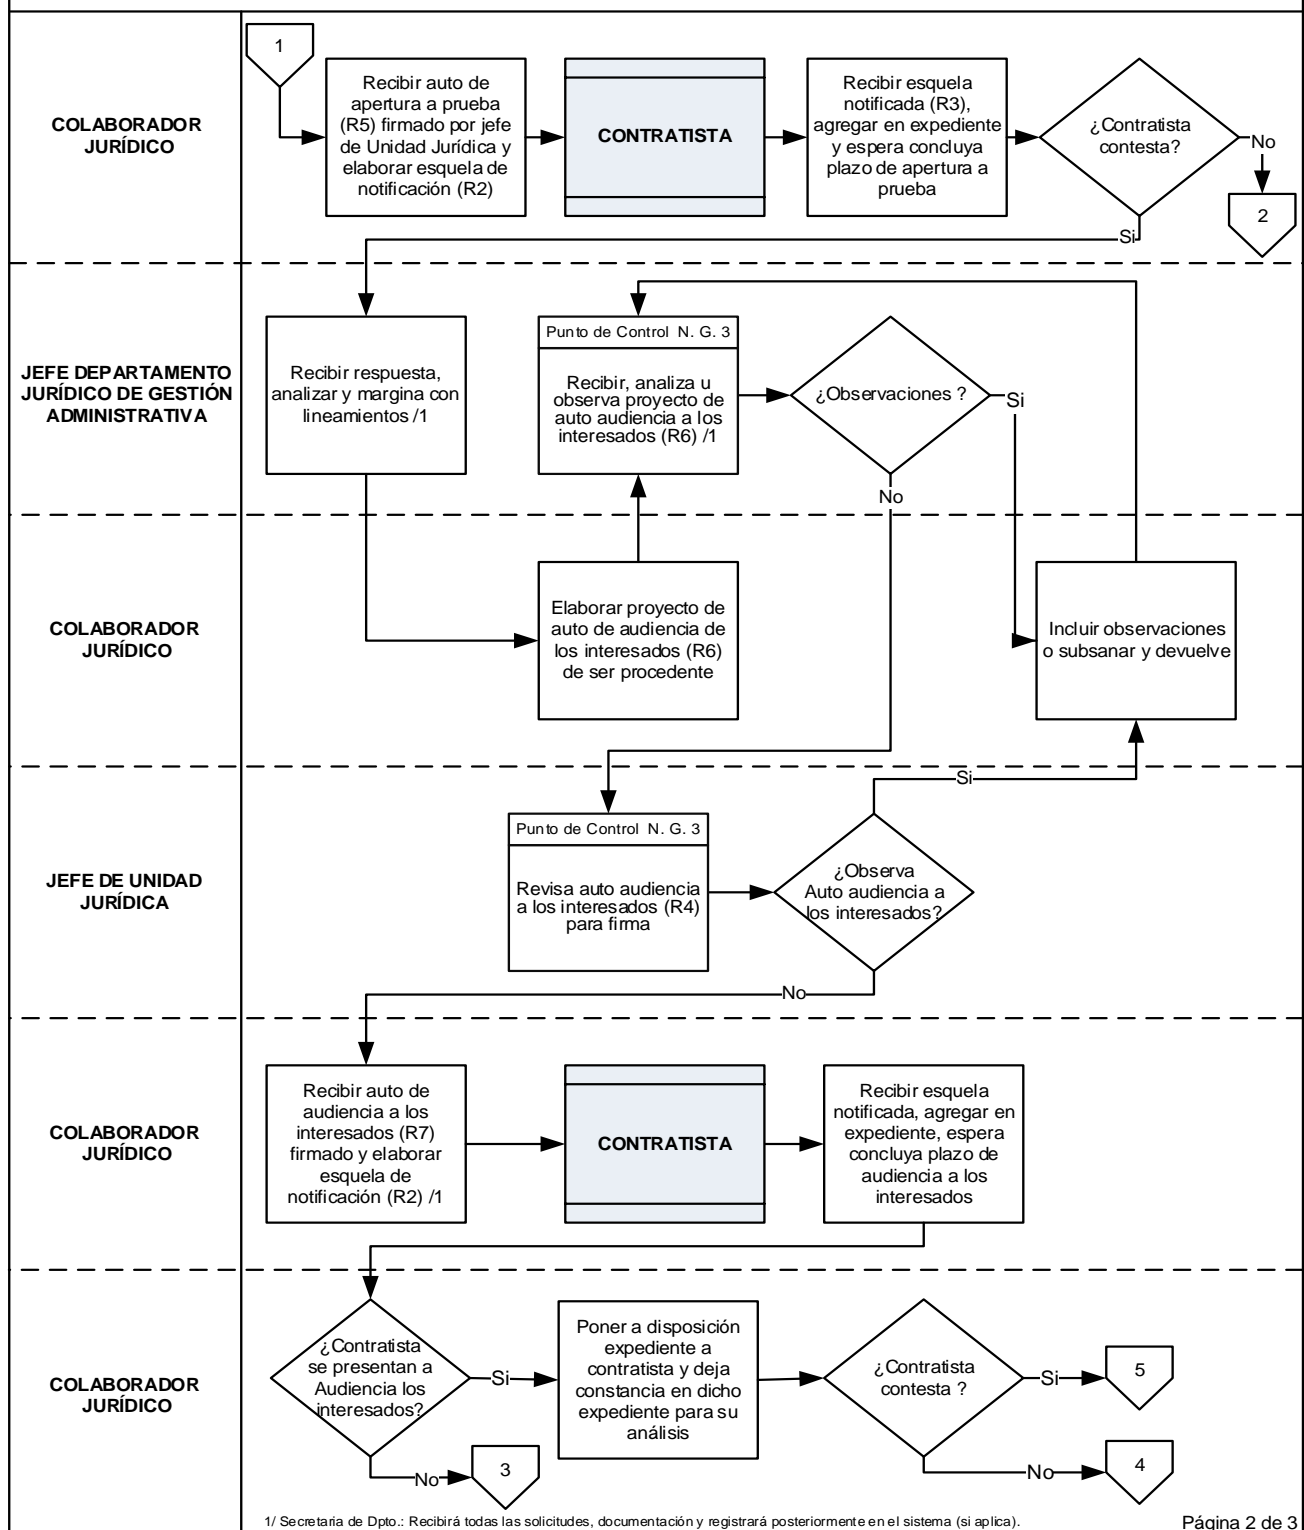 COLABORADOR
JURÍDICO
1
Recibir auto de
apertura a prueba
(R5) firmado por jefe
de Unidad Jurídica y
elaborar esquela de
notificación (R2)
CONTRATISTA
Recibir esquela
notificada (R3),
agregar en expediente
y espera concluya
plazo de apertura a
prueba
¿Contratista
contesta?
No
2
Si
JEFE DEPARTAMENTO
JURÍDICO DE GESTIÓN
ADMINISTRATIVA
Recibir respuesta,
analizar y margina con
lineamientos /1
Punto de Control N. G. 3
Recibir, analiza u
observa proyecto de
auto audiencia a los
interesados (R6) /1
¿Observaciones ?
Si
No
COLABORADOR
JURÍDICO
Elaborar proyecto de
auto de audiencia de
los interesados (R6)
de ser procedente
Incluir observaciones
o subsanar y devuelve
JEFE DE UNIDAD
JURÍDICA
Punto de Control N. G. 3
Revisa auto audiencia
a los interesados (R4)
para firma
¿Observa
Auto audiencia a
los interesados?
Si
No
COLABORADOR
JURÍDICO
Recibir auto de
audiencia a los
interesados (R7)
firmado y elaborar
esquela de
notificación (R2) /1
CONTRATISTA
Recibir esquela
notificada, agregar en
expediente, espera
concluya plazo de
audiencia a los
interesados
COLABORADOR
JURÍDICO
¿Contratista
se presentan a
Audiencia los
interesados?
Si
No
3
Poner a disposición
expediente a
contratista y deja
constancia en dicho
expediente para su
análisis
¿Contratista
contesta ?
Si
5
No
4
1/ Secretaria de Dpto.: Recibirá todas las solicitudes, documentación y registrará posteriormente en el sistema (si aplica).
Página 2 de 3